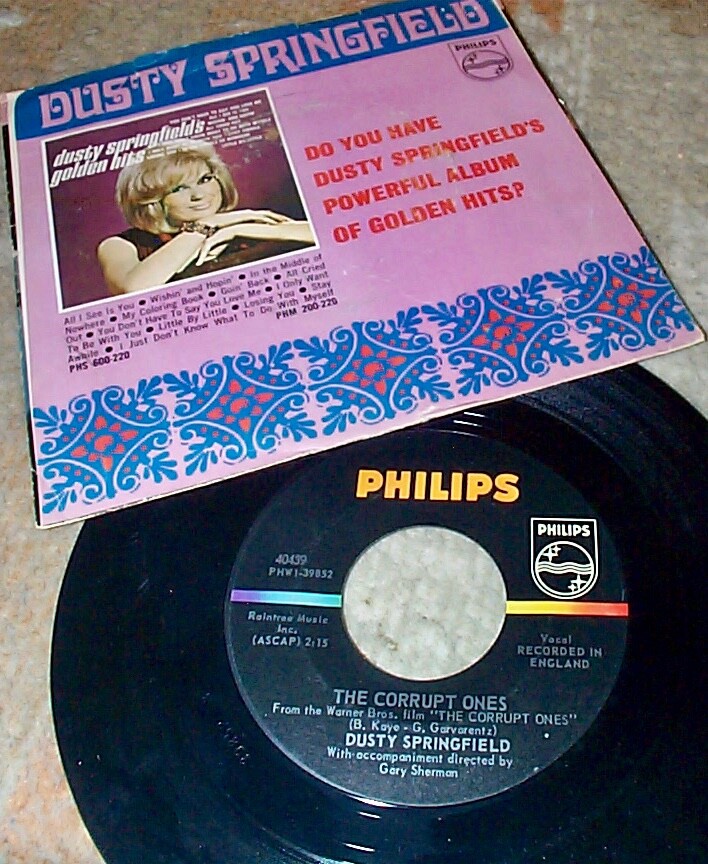 DUSTY SPRINGFIELD
PHILIPS
dusty springfield's
golden hits
DO YOU HAVE
DUSTY SPRINGFIELD'S
POWERFUL ALBUM
OF GOLDEN HITS?
All I See Is You • Wishin' and Hopin' • In the Middle of
Nowhere • My Coloring Book • Goin' Back • All Cried
Out • You Don't Have To Say You Love Me • I Only Want
To Be With You • Little By Little • Losing You • Stay
Awhile • I Just Don't Know What To Do With Myself
PHS 600-220
PHM 200-220
PHILIPS
PHILIPS
40439
PHW1-39852
Raintree Music
Inc.
(ASCAP) 2:15
Vocal
RECORDED IN
ENGLAND
THE CORRUPT ONES
From the Warner Bros. film "THE CORRUPT ONES"
(B. Kaye - G. Garvarentz)
DUSTY SPRINGFIELD
With accompaniment directed by
Gary Sherman